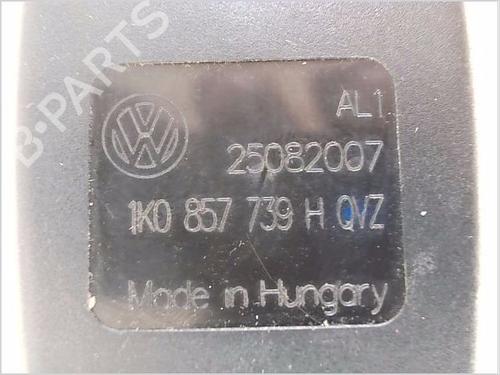 AL1
25082007
1K0 857 739 H QVZ
Made in Hungary
B-PARTS